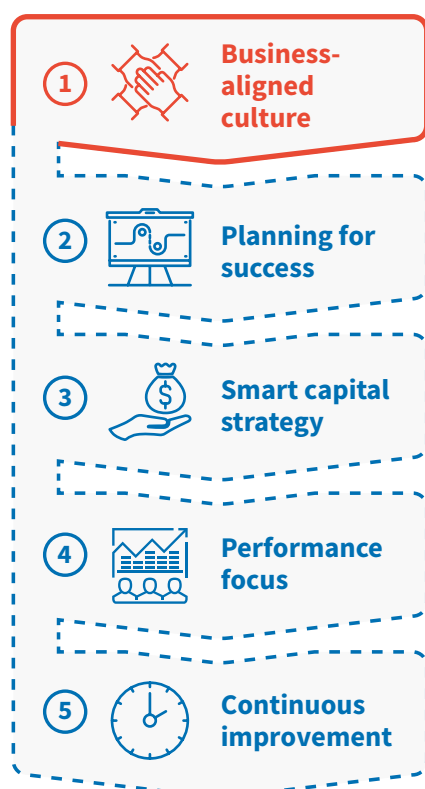 1
Business-
aligned
culture
2
Planning for
success
3
$
Smart capital
strategy
4
Performance
focus
5
Continuous
improvement